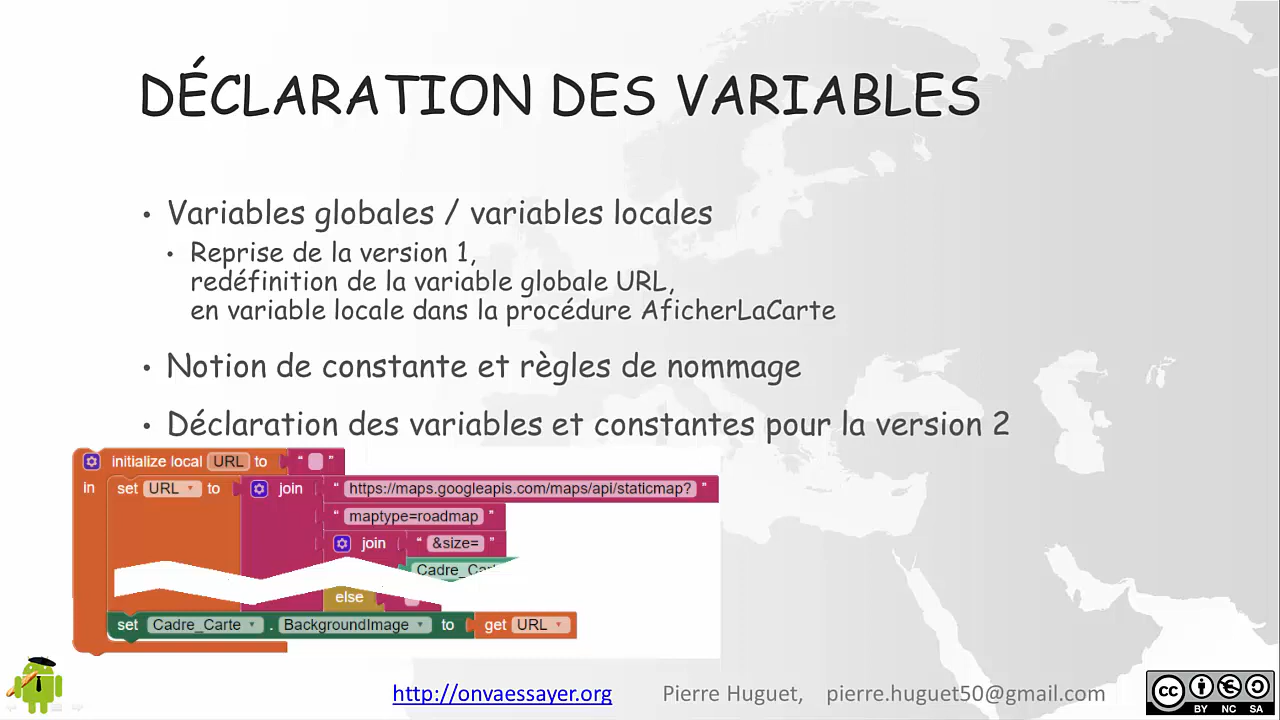 DÉCLARATION DES VARIABLES
• Variables globales / variables locales
• Reprise de la version 1,
redéfinition de la variable globale URL,
en variable locale dans la procédure AficherLaCarte
• Notion de constante et règles de nommage
• Déclaration des variables et constantes pour la version 2
initialize local URL to “ ”
in set URL to join “ https://maps.googleapis.com/maps/api/staticmap? ”
“ maptype=roadmap ”
join “ &size= ”
else
set Cadre_Carte . BackgroundImage to get URL
http://onvaessayer.org Pierre Huguet, pierre.huguet50@gmail.com
cc
BY NC SA